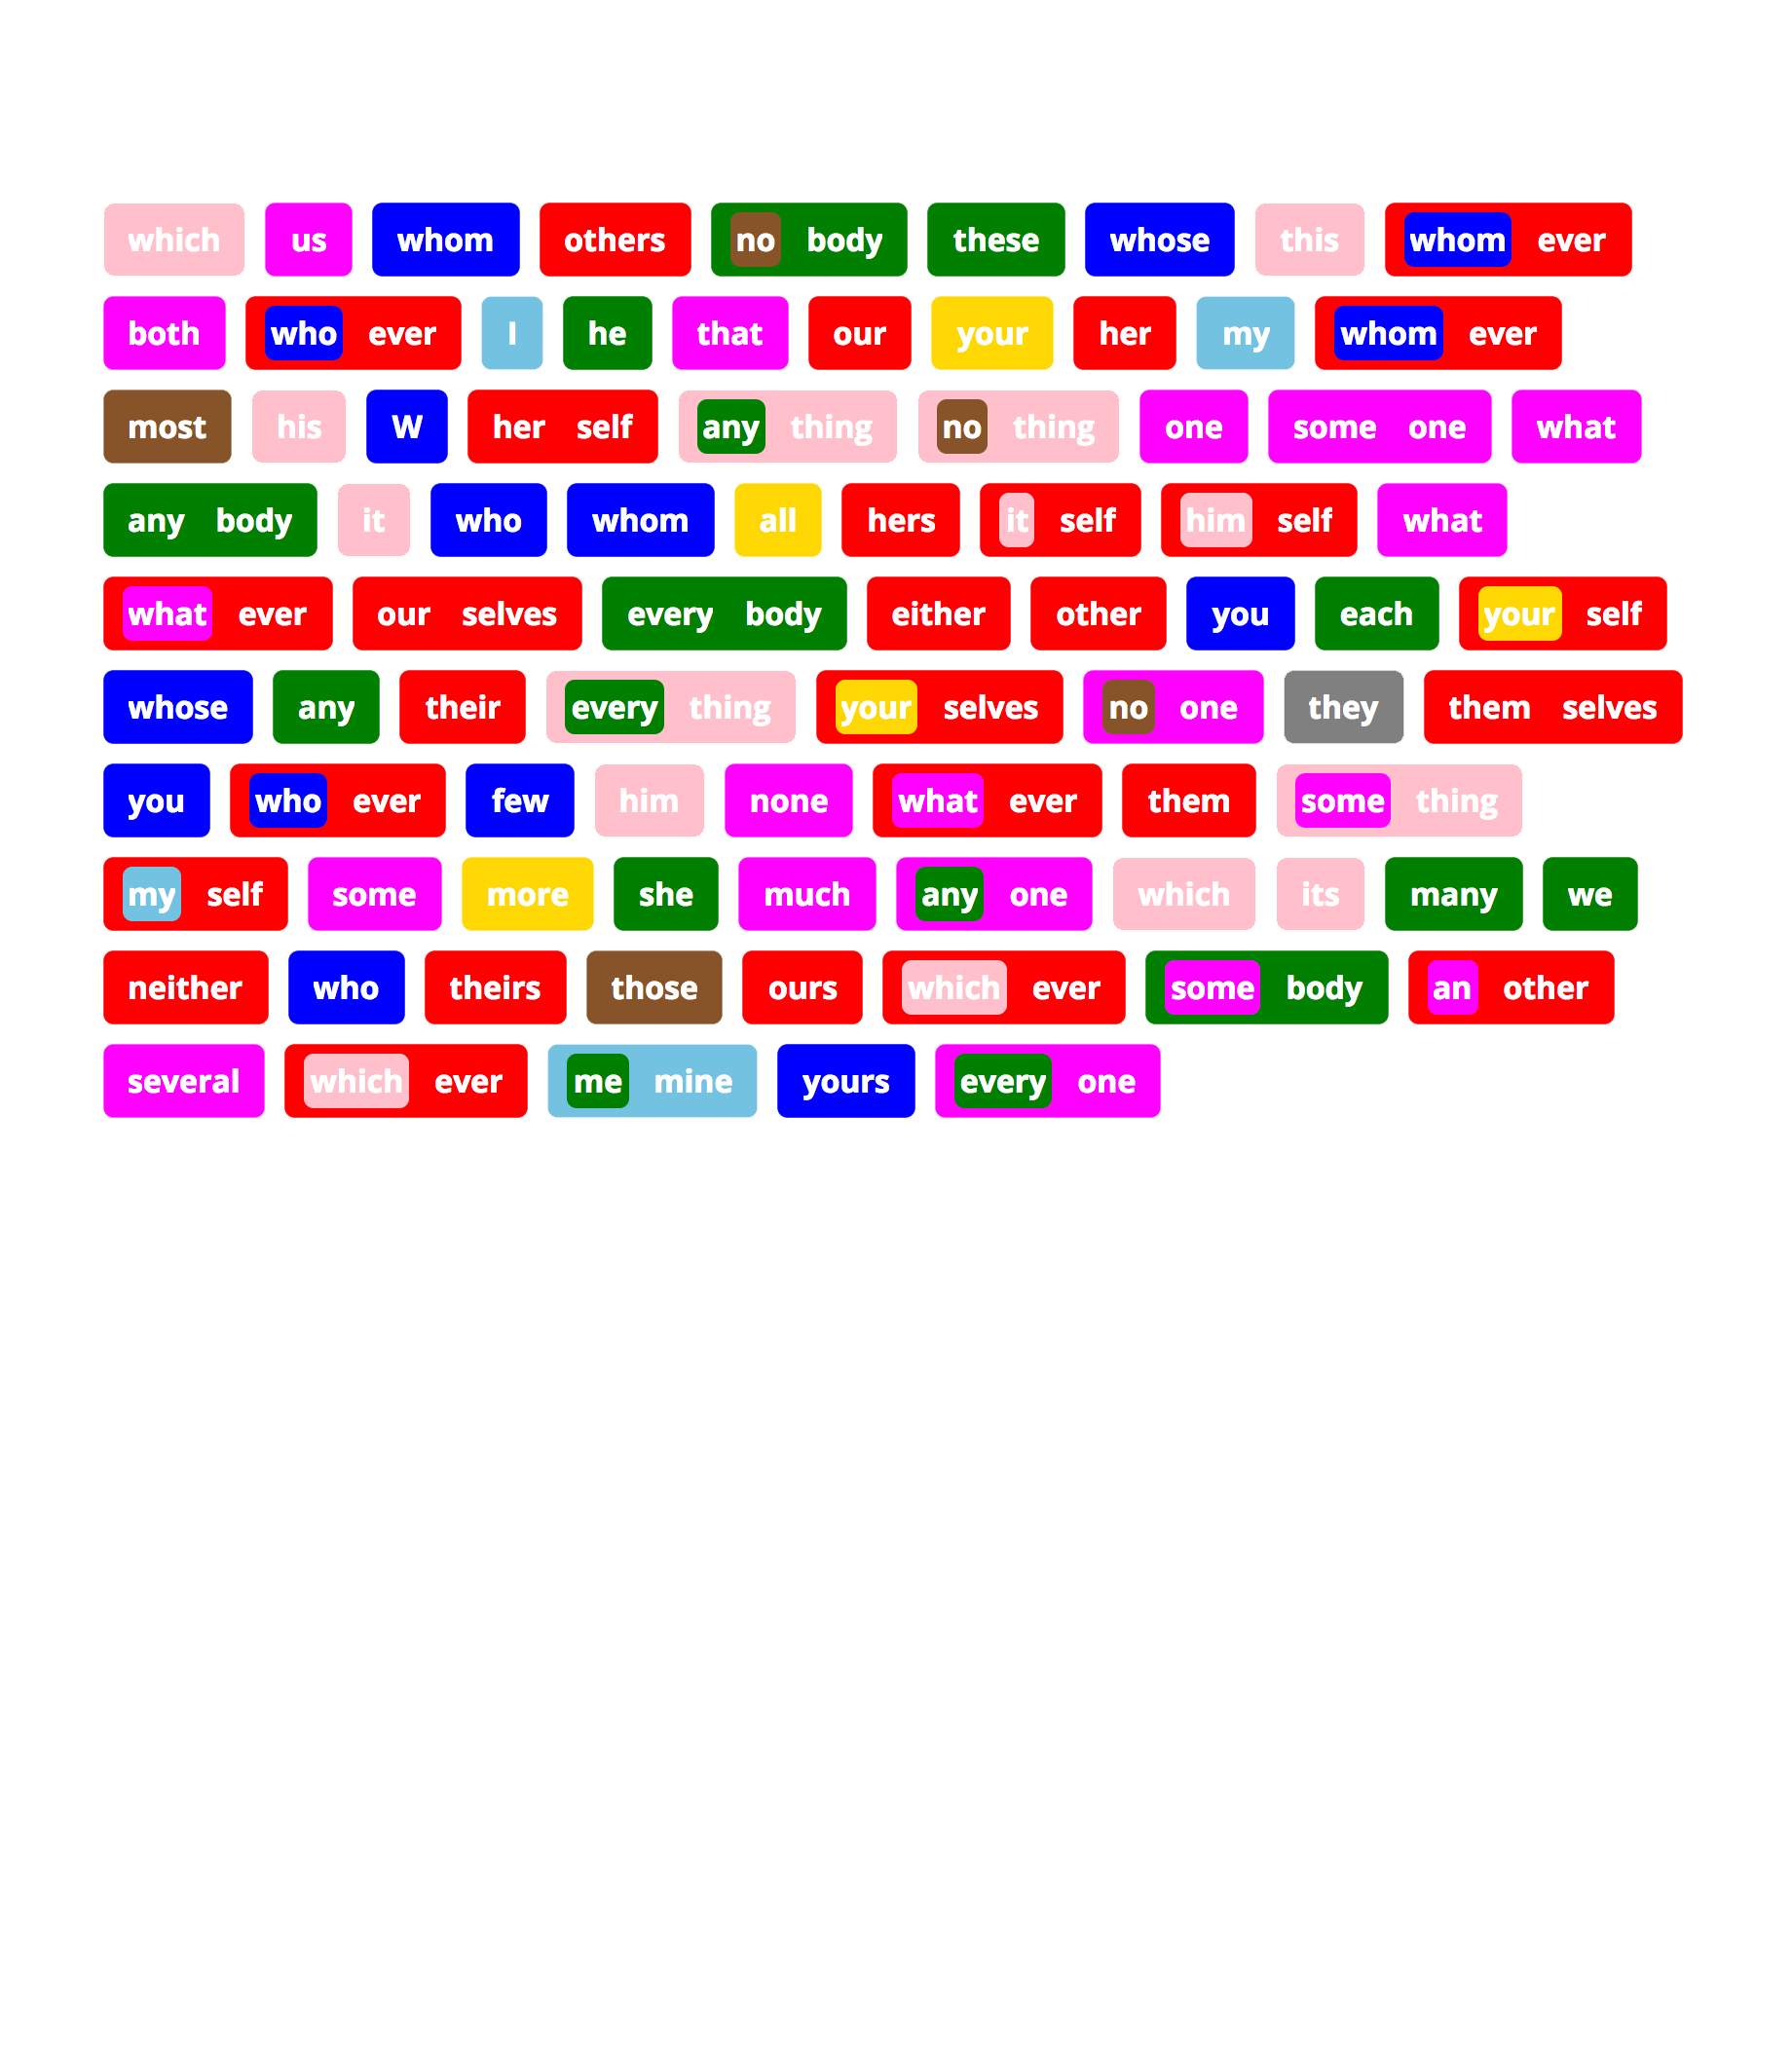 which us whom others no body these whose this whom ever
both who ever I he that our your her my whom ever
most his W her self any thing no thing one some one what
any body it who whom all hers it self him self what
what ever our selves every body either other you each your self
whose any their every thing your selves no one they them selves
you who ever few him none what ever them some thing
my self some more she much any one which its many we
neither who theirs those ours which ever some body an other
several which ever me mine yours every one